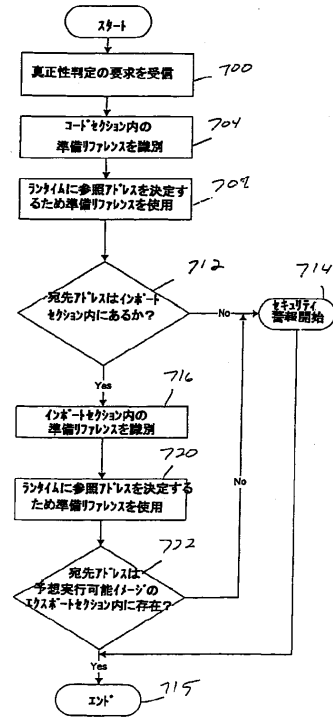 スタート
真正性判定の要求を受信
700
コードセクション内の
準備リファレンスを識別
704
ランタイムに参照アドレスを決定す
るため準備リファレンスを使用
708
712
宛先アドレスはインポート
セクション内にあるか?
No
714
セキュリティ
警報開始
Yes
716
インポートセクション内の
準備リファレンスを識別
720
ランタイムに参照アドレスを決定する
ため準備リファレンスを使用
No
722
宛先アドレスは
予想実行可能イメージの
エクスポートセクション内に存在?
Yes
エンド
715